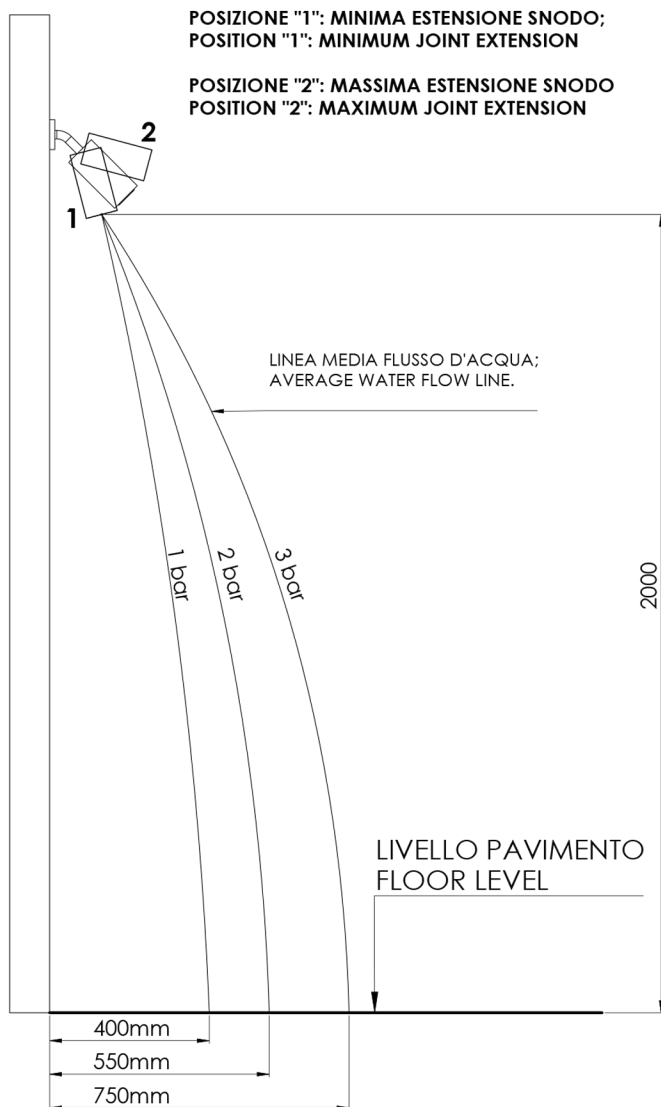 POSIZIONE "1": MINIMA ESTENSIONE SNODO;
POSITION "1": MINIMUM JOINT EXTENSION
POSIZIONE "2": MASSIMA ESTENSIONE SNODO
POSITION "2": MAXIMUM JOINT EXTENSION
2
1
LINEA MEDIA FLUSSO D'ACQUA;
AVERAGE WATER FLOW LINE.
1 bar
2 bar
3 bar
2000
LIVELLO PAVIMENTO
FLOOR LEVEL
400mm
550mm
750mm